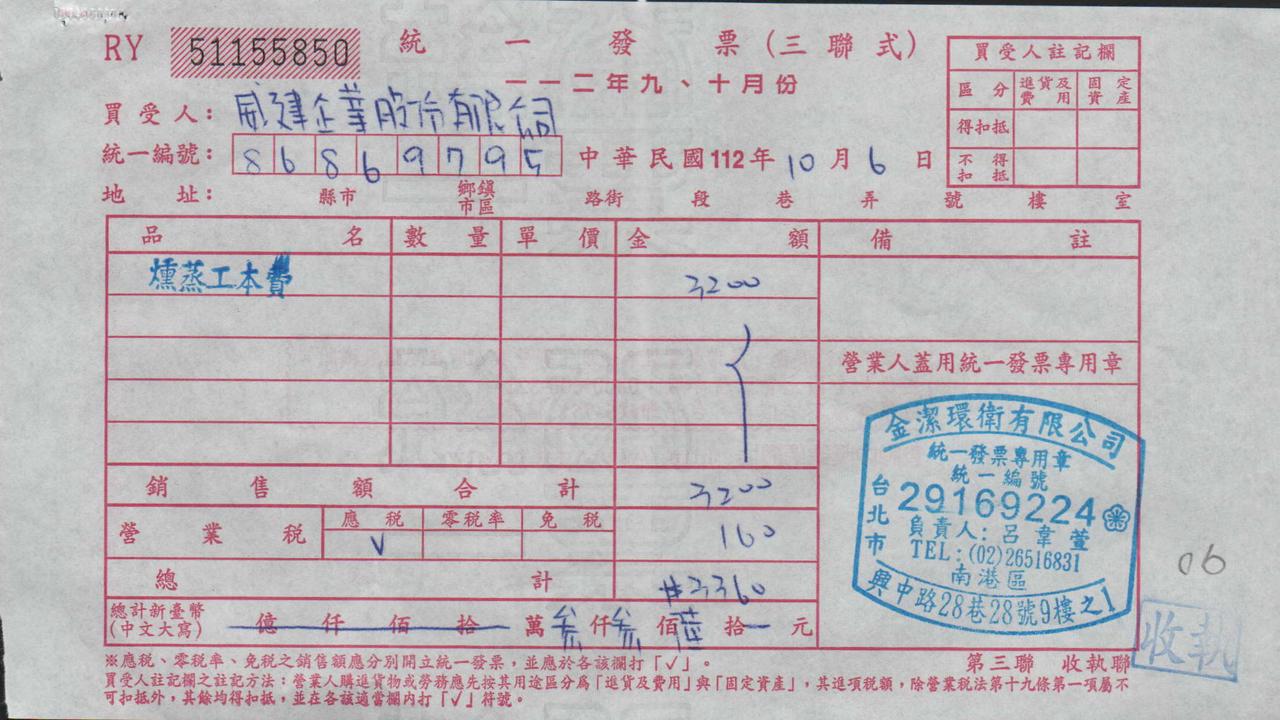 RY 51155850 統一發票(三聯式)
一一二年九、十月份
買受人註記欄
區分 進貨及費用 固定資產
得扣抵
不得扣抵
買受人: 威建企業股份有限公司
統一編號: 86869795 中華民國112年10月6日
地址: 縣市 鄉鎮市區 路街 段 巷 弄 號 樓 室
品名 數量 單價 金額 備註
燻蒸工本費 3200
營業人蓋用統一發票專用章
銷售額合計 3200
營業稅 應稅 零稅率 免稅 160
V
總計 #3360
總計新臺幣(中文大寫) 億仟佰拾萬參仟參佰陸拾一元
金潔環衛有限公司
統一發票專用章
統一編號
29169224
負責人:呂韋萱
TEL:(02)26516831
台北市
南港區
興中路28巷28號9樓之1
06
收執
※應稅、零稅率、免稅之銷售額應分別開立統一發票,並應於各該欄打「✓」。
第三聯 收執聯
買受人註記欄之註記方法:營業人購進貨物或勞務應先按其用途區分為「進貨及費用」與「固定資產」,其進項稅額,除營業稅法第十九條第一項屬不
可扣抵外,其餘均得扣抵,並在各該適當欄內打「✓」符號。